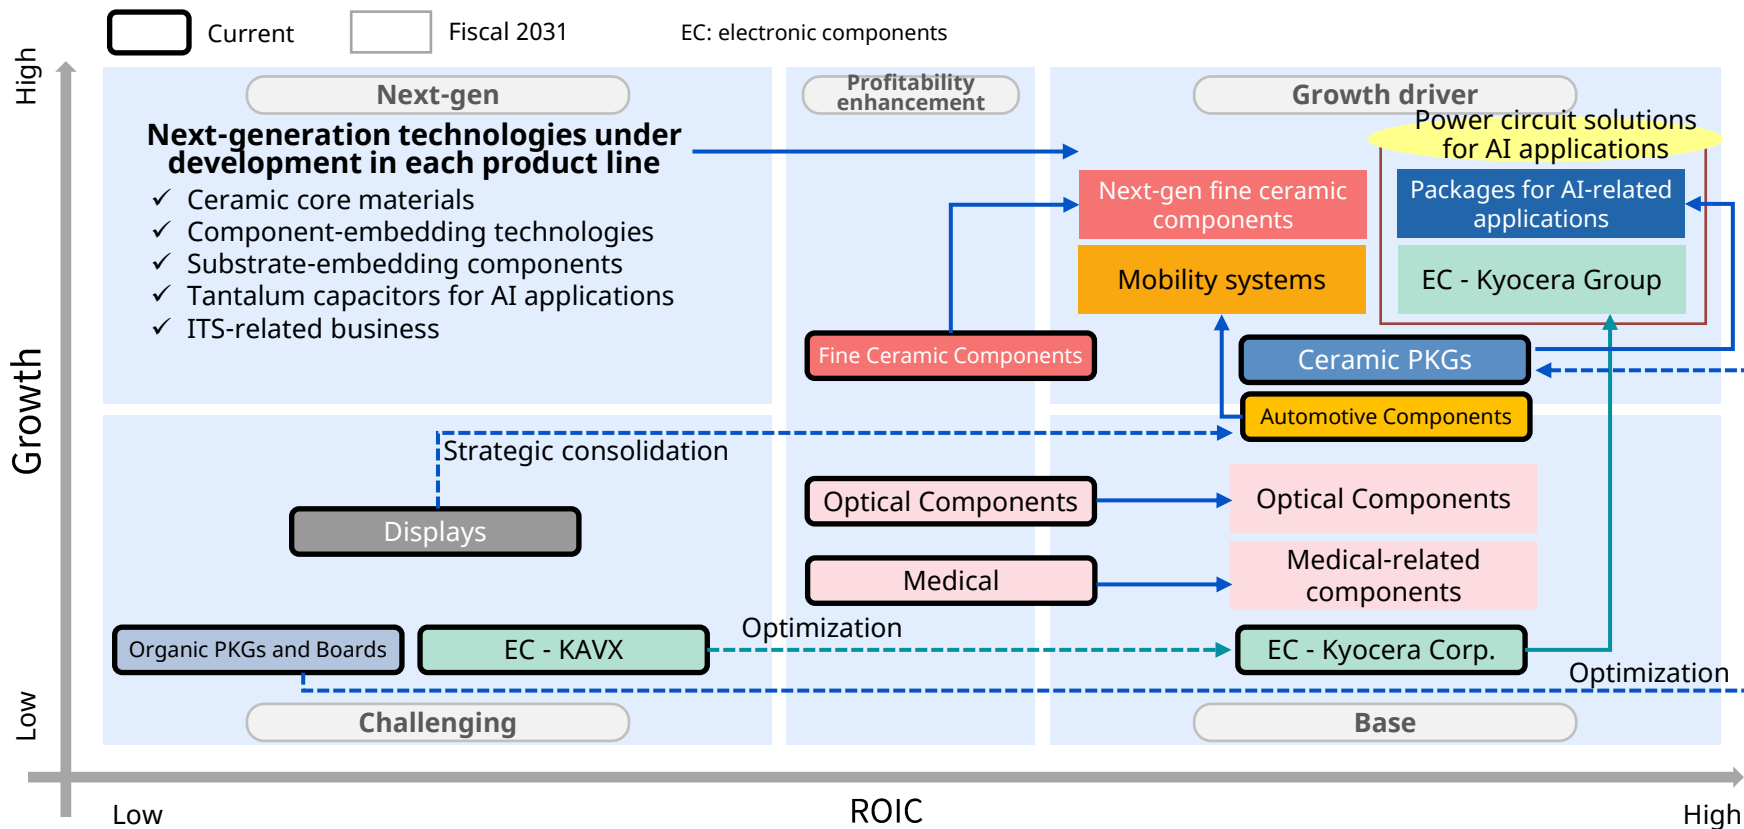 Current
Fiscal 2031
EC: electronic components
High
Growth
Low
Next-gen
Next-generation technologies under
development in each product line
✓ Ceramic core materials
✓ Component-embedding technologies
✓ Substrate-embedding components
✓ Tantalum capacitors for AI applications
✓ ITS-related business
Profitability
enhancement
Growth driver
Power circuit solutions
for AI applications
Next-gen fine ceramic
components
Packages for AI-related
applications
Mobility systems
EC - Kyocera Group
Fine Ceramic Components
Ceramic PKGs
Automotive Components
Strategic consolidation
Displays
Optical Components
Optical Components
Medical
Medical-related
components
Organic PKGs and Boards
EC - KAVX
Optimization
EC - Kyocera Corp.
Optimization
Challenging
Base
Low
ROIC
High